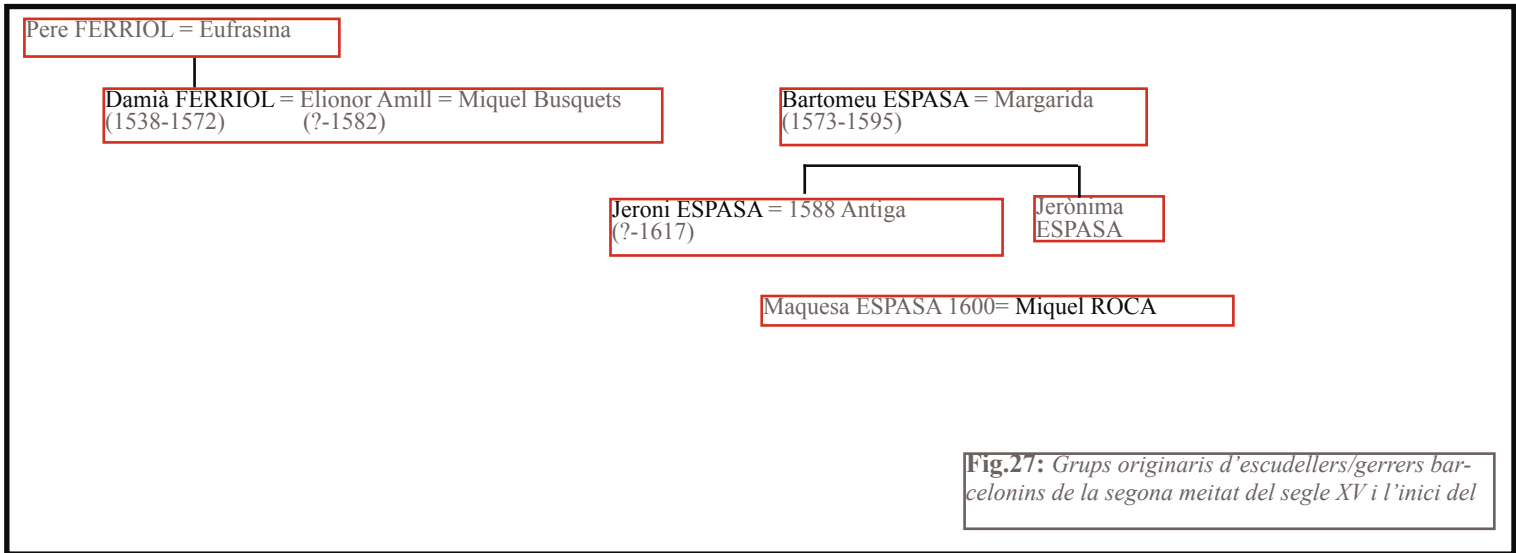 Pere FERRIOL = Eufrasina
Damià FERRIOL = Elionor Amill = Miquel Busquets
(1538-1572) (?-1582)
Bartomeu ESPASA = Margarida
(1573-1595)
Jeroni ESPASA = 1588 Antiga
(?-1617)
Jerònima
ESPASA
Maquesa ESPASA 1600= Miquel ROCA
Fig.27: Grups originaris d'escudellers/gerrers bar-
celonins de la segona meitat del segle XV i l'inici del